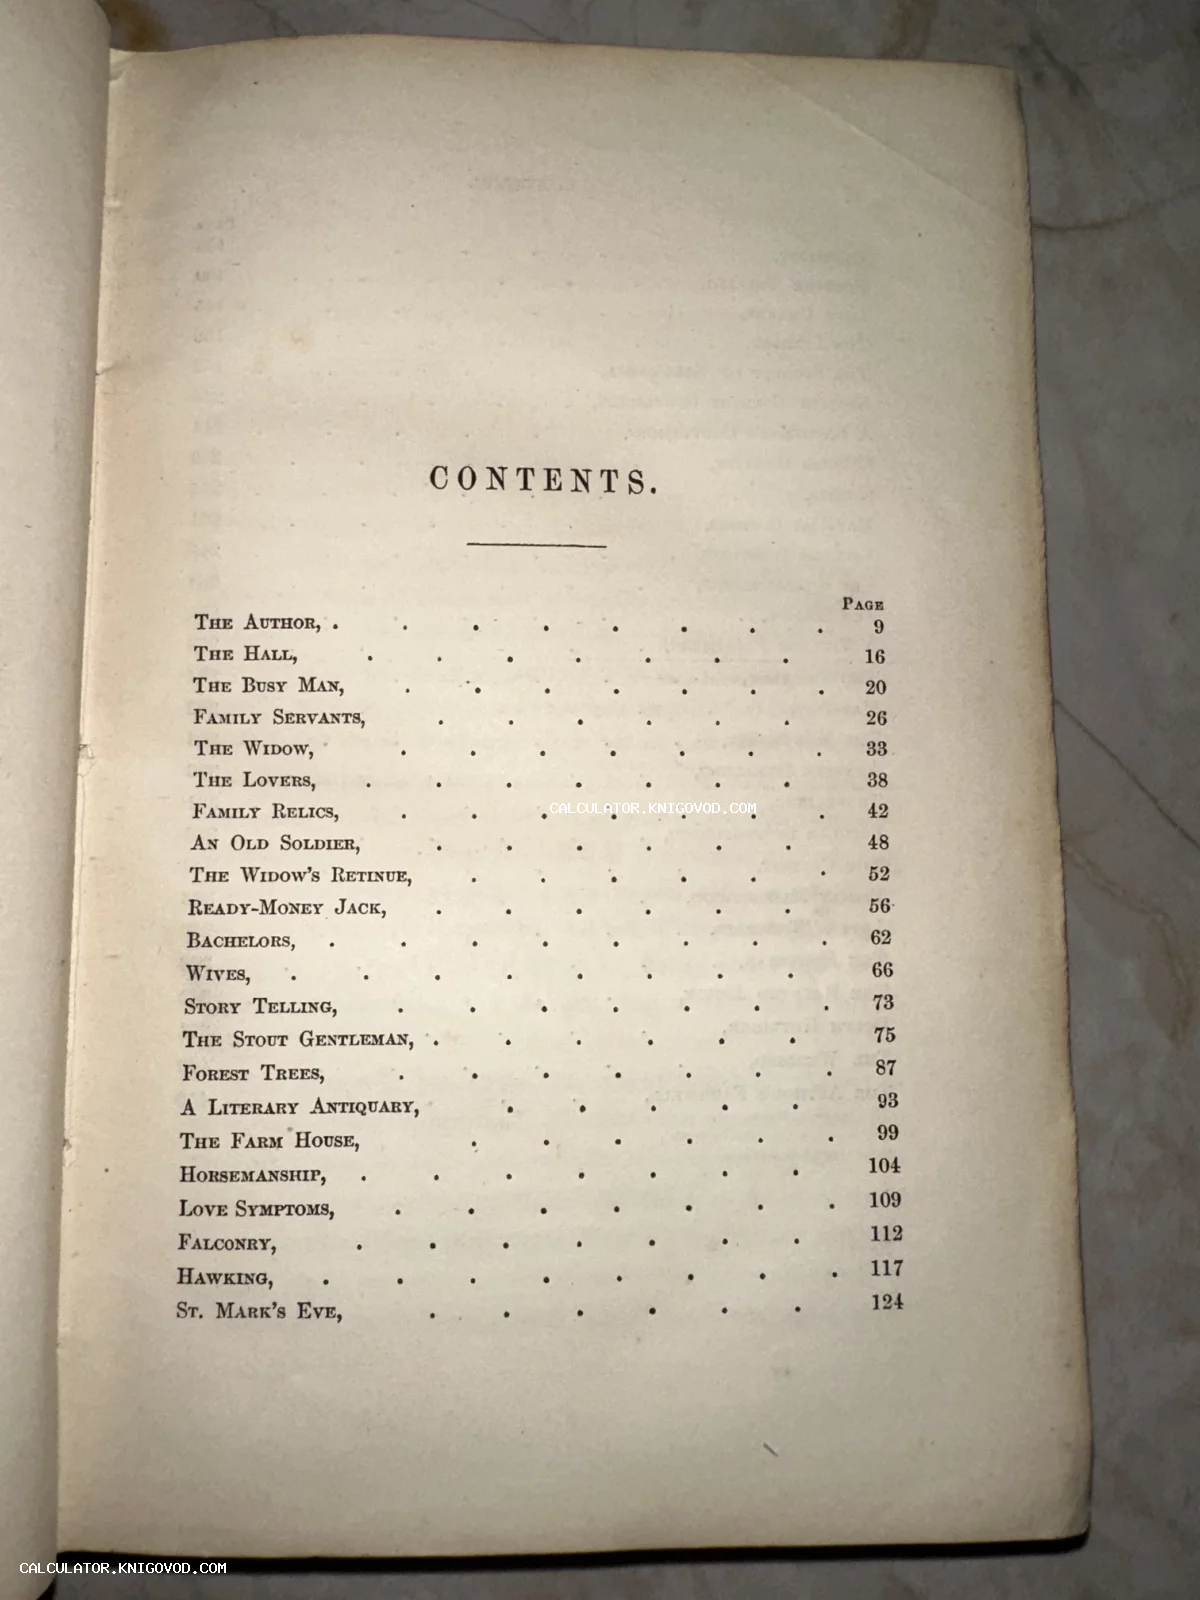 CONTENTS.
PAGE
THE AUTHOR, . . . . . . . . 9
THE HALL, . . . . . . . 16
THE BUSY MAN, . . . . . . . 20
FAMILY SERVANTS, . . . . . . 26
THE WIDOW, . . . . . . . 33
THE LOVERS, . . . . . . . 38
FAMILY RELICS, . . . . . . . 42
CALCULATOR.KNIGOVOD.COM
AN OLD SOLDIER, . . . . . . 48
THE WIDOW'S RETINUE, . . . . . . 52
READY-MONEY JACK, . . . . . . 56
BACHELORS, . . . . . . . . 62
WIVES, . . . . . . . . 66
STORY TELLING, . . . . . . . 73
THE STOUT GENTLEMAN, . . . . . . 75
FOREST TREES, . . . . . . . 87
A LITERARY ANTIQUARY, . . . . . 93
THE FARM HOUSE, . . . . . . 99
HORSEMANSHIP, . . . . . . . 104
LOVE SYMPTOMS, . . . . . . . 109
FALCONRY, . . . . . . . 112
HAWKING, . . . . . . . . 117
ST. MARK'S EVE, . . . . . . 124
CALCULATOR.KNIGOVOD.COM